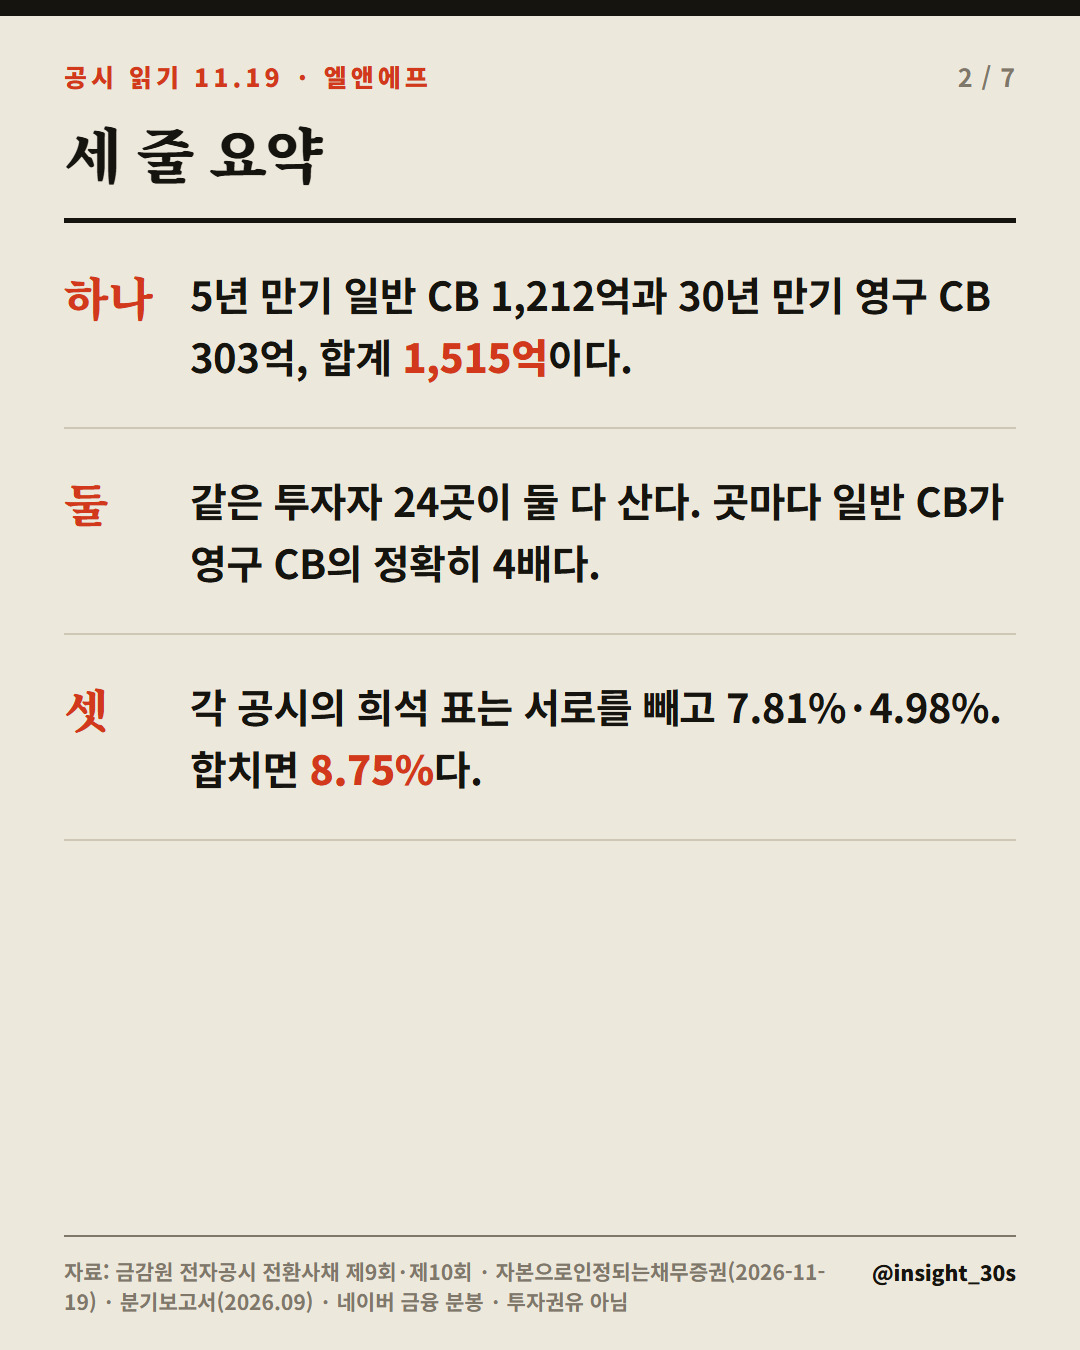 공시 읽기 11.19 · 엘앤에프
2 / 7
세 줄 요약
하나
5년 만기 일반 CB 1,212억과 30년 만기 영구 CB
303억, 합계 1,515억이다.
둘
같은 투자자 24곳이 둘 다 산다. 곳마다 일반 CB가
영구 CB의 정확히 4배다.
셋
각 공시의 희석 표는 서로를 빼고 7.81%·4.98%.
합치면 8.75%다.
자료: 금감원 전자공시 전환사채 제9회·제10회 · 자본으로인정되는채무증권(2026-11-
19) · 분기보고서(2026.09) · 네이버 금융 분봉 · 투자권유 아님
@insight_30s